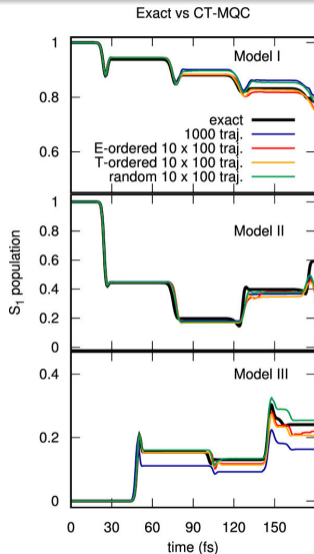 Exact vs CT-MQC
Model I
1
0.8
0.6
exact
1000 traj.
E-ordered 10 x 100 traj.
T-ordered 10 x 100 traj.
random 10 x 100 traj.
Model II
1
0.8
0.6
0.4
0.2
0
S₁ population
Model III
0.4
0.2
0
0 30 60 90 120 150
time (fs)